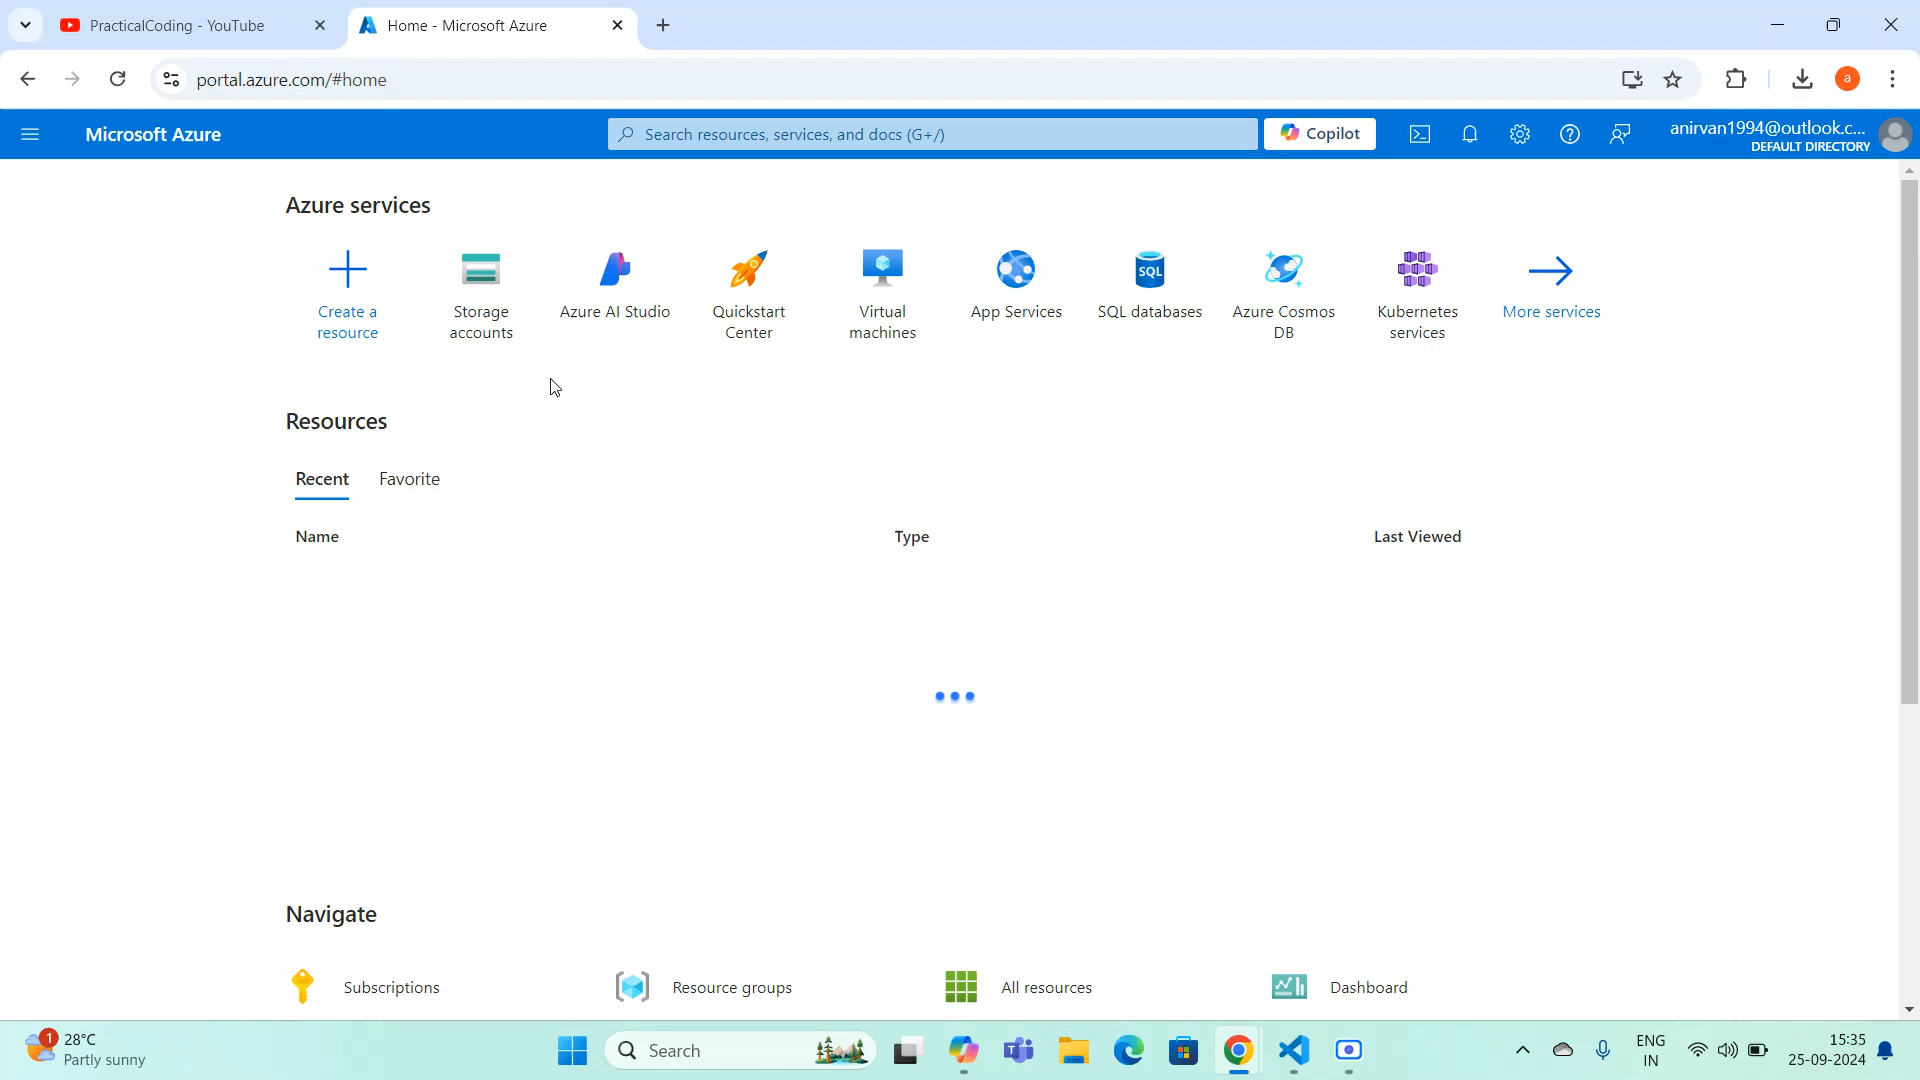 PracticalCoding - YouTube
Home - Microsoft Azure
portal.azure.com/#home
a
Microsoft Azure
Search resources, services, and docs (G+/)
Copilot
anirvan1994@outlook.c...
DEFAULT DIRECTORY
Azure services
Create a
resource
Storage
accounts
Azure AI Studio
Quickstart
Center
Virtual
machines
App Services
SQL
SQL databases
Azure Cosmos
DB
Kubernetes
services
More services
Resources
Recent
Favorite
Name
Type
Last Viewed
Navigate
Subscriptions
Resource groups
All resources
Dashboard
1
28°C
Partly sunny
Search
ENG
IN
15:35
25-09-2024